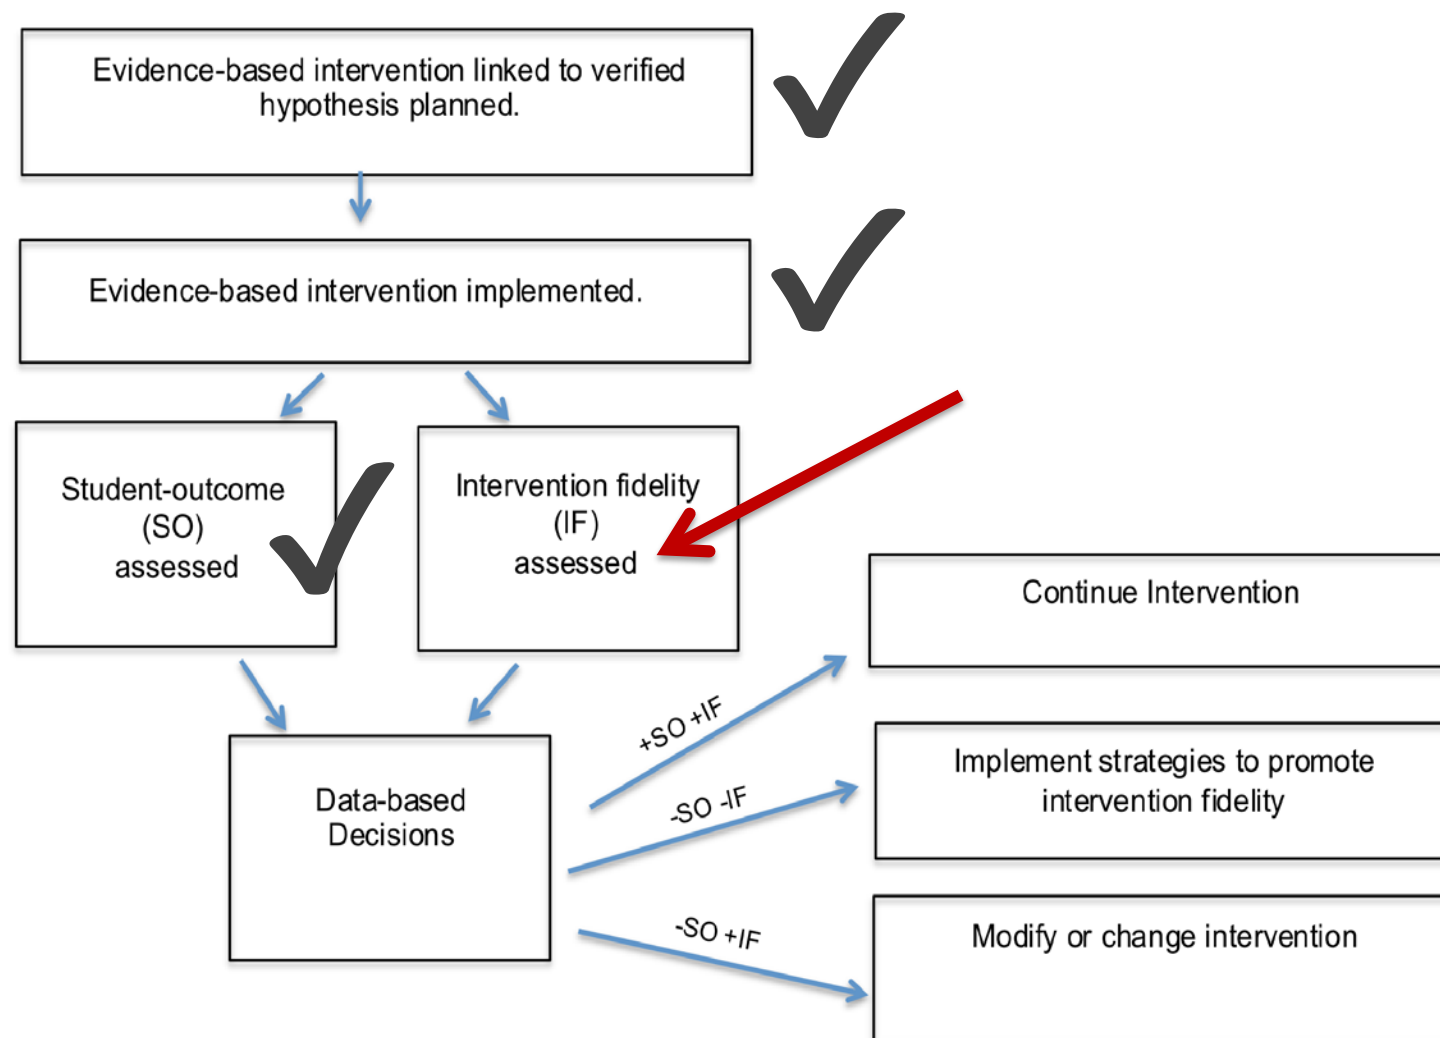 Evidence-based intervention linked to verified
hypothesis planned.
Evidence-based intervention implemented.
Student-outcome
(SO)
assessed
Intervention fidelity
(IF)
assessed
Data-based
Decisions
+SO +IF
-SO -IF
-SO +IF
Continue Intervention
Implement strategies to promote
intervention fidelity
Modify or change intervention